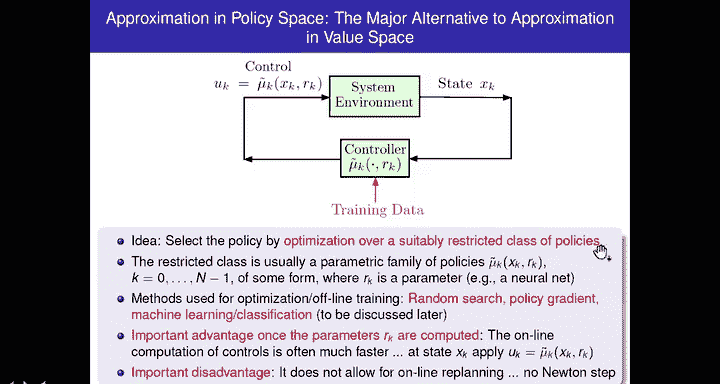 Approximation in Policy Space: The Major Alternative to Approximation
in Value Space
Control
u_k = μ̃_k(x_k, r_k)
System
Environment
State x_k
Controller
μ̃_k(·, r_k)
Training Data
Idea: Select the policy by optimization over a suitably restricted class of policies
The restricted class is usually a parametric family of policies μ̃_k(x_k, r_k),
k = 0, . . . , N − 1, of some form, where r_k is a parameter (e.g., a neural net)
Methods used for optimization/off-line training: Random search, policy gradient,
machine learning/classification (to be discussed later)
Important advantage once the parameters r_k are computed: The on-line
computation of controls is often much faster ... at state x_k apply u_k = μ̃_k(x_k, r_k)
Important disadvantage: It does not allow for on-line replanning ... no Newton step